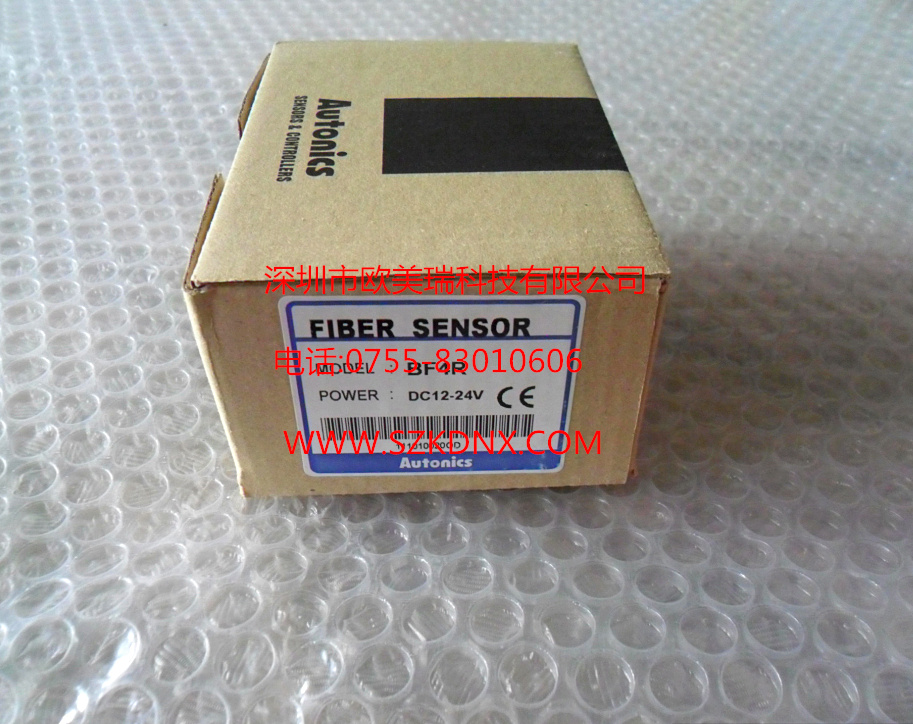 Autonics
SENSORS & CONTROLLERS
深圳市欧美瑞科技有限公司
FIBER SENSOR
电话:0755-83010606
MODEL : BF4R
POWER : DC12-24V CE
WWW.SZKDNX.COM
Autonics